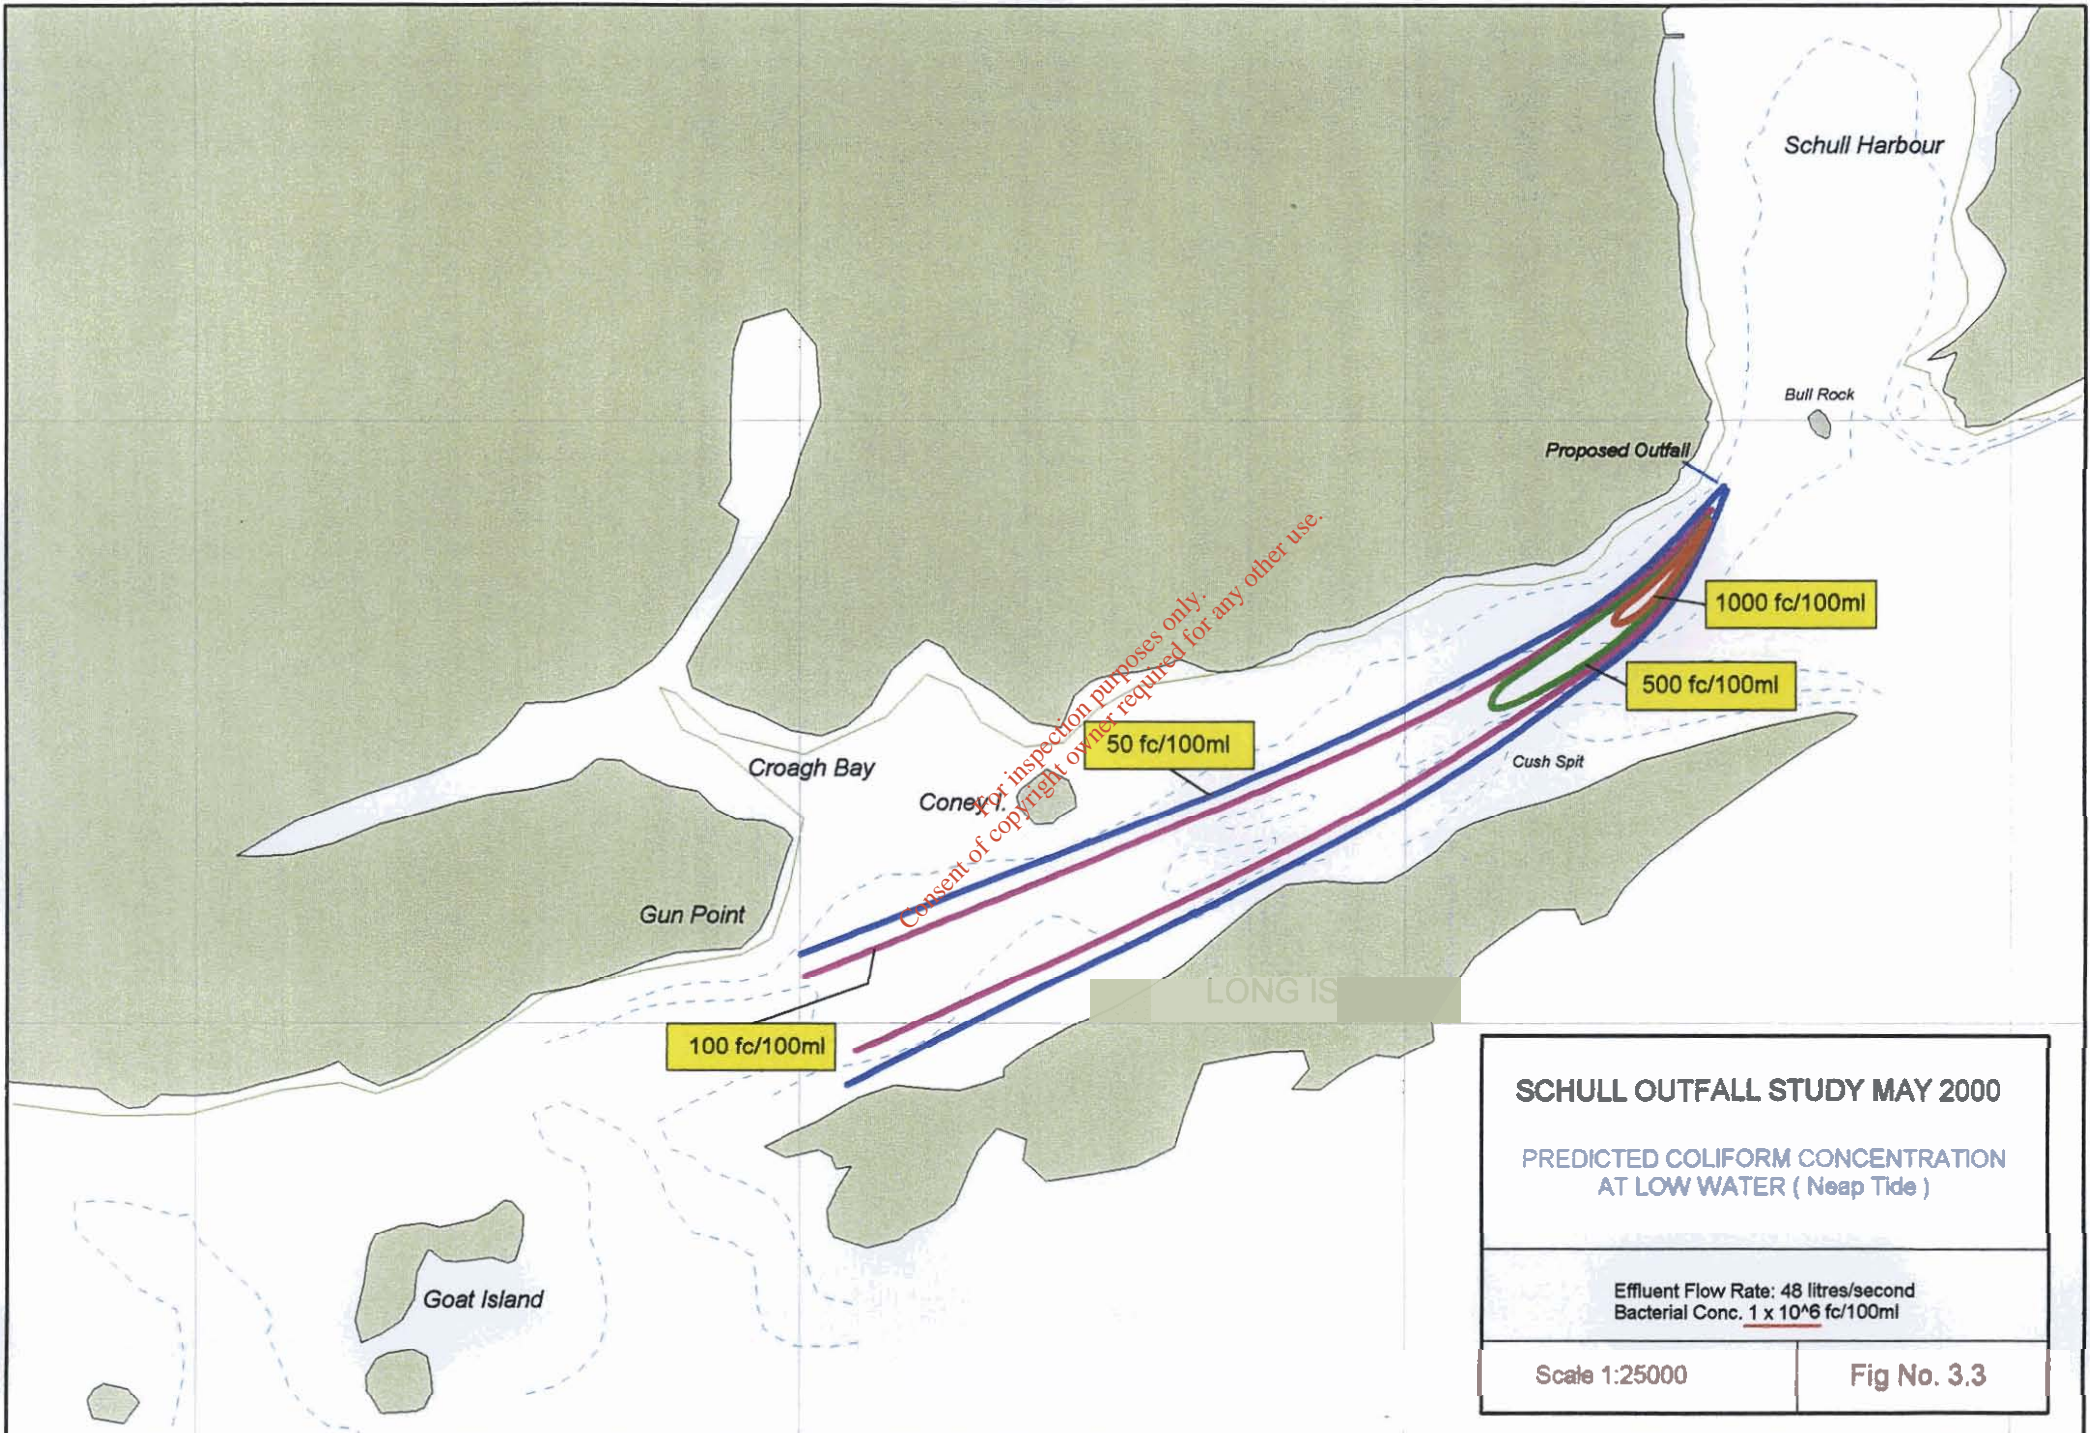 Schull Harbour
Bull Rock
Proposed Outfall
1000 fc/100ml
500 fc/100ml
50 fc/100ml
Cush Spit
Croagh Bay
Coney I.
For inspection purposes only.
Consent of copyright owner required for any other use.
Gun Point
LONG IS
100 fc/100ml
Goat Island
SCHULL OUTFALL STUDY MAY 2000
PREDICTED COLIFORM CONCENTRATION
AT LOW WATER ( Neap Tide )
Effluent Flow Rate: 48 litres/second
Bacterial Conc. 1 x 10^6 fc/100ml
Scale 1:25000
Fig No. 3.3